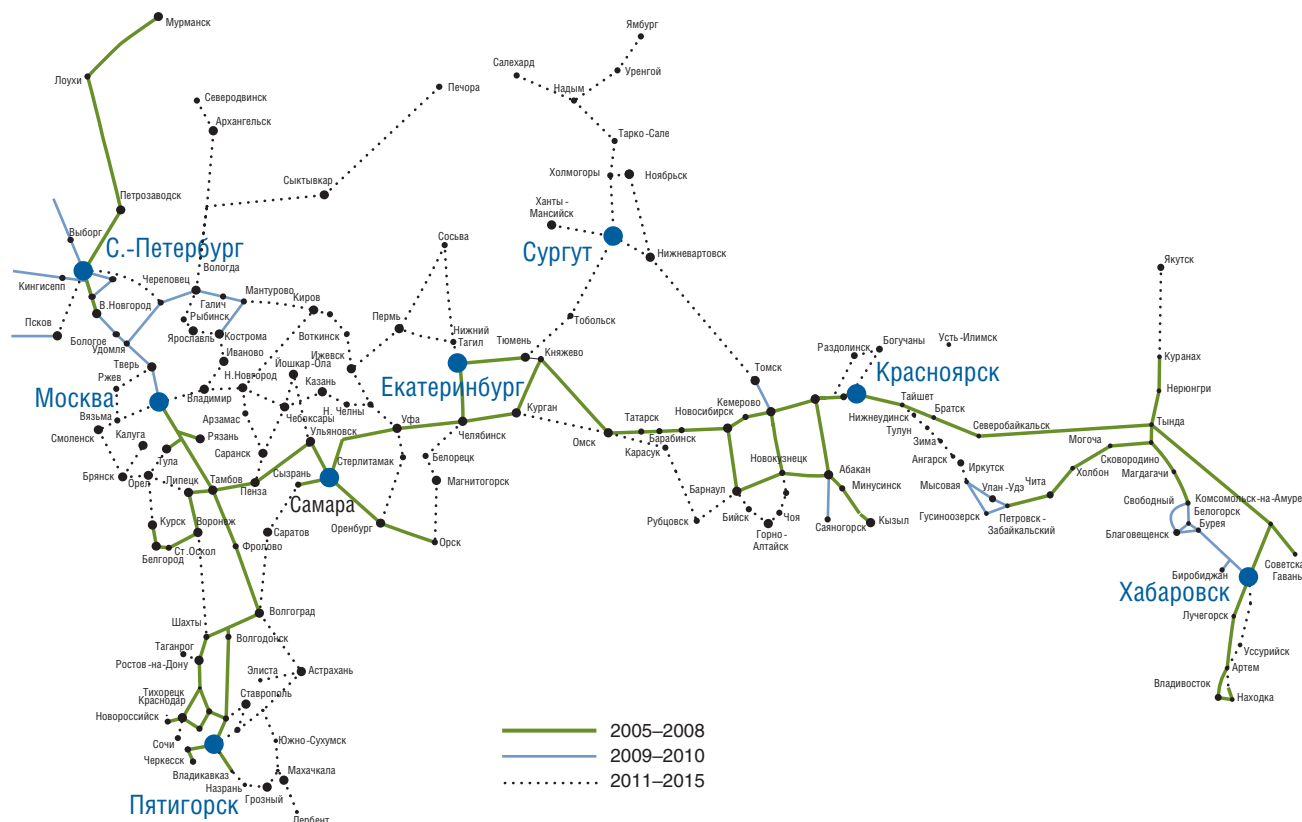 Мурманск
Лоухи
Северодвинск
Архангельск
Печора
Сыктывкар
Петрозаводск
Выборг
С.-Петербург
Кингисепп
Псков
В.Новгород
Бологое
Удомля
Тверь
Череповец
Вологда
Галич
Мантурово
Рыбинск
Ярославль
Кострома
Иваново
Владимир
Москва
Ржев
Вязьма
Смоленск
Калуга
Брянск
Орел
Тула
Рязань
Липецк
Тамбов
Пенза
Курск
Белгород
Ст.Оскол
Воронеж
Фролово
Саратов
Волгоград
Киров
Воткинск
Ижевск
Йошкар-Ола
Н.Новгород
Арзамас
Саранск
Чебоксары
Казань
Н. Челны
Ульяновск
Сызрань
Самара
Стерлитамак
Уфа
Оренбург
Орск
Белорецк
Магнитогорск
Челябинск
Курган
Сосьва
Пермь
Нижний
Тагил
Екатеринбург
Тюмень
Княжево
Тобольск
Ямбург
Уренгой
Салехард
Надым
Тарко-Сале
Холмогоры
Ноябрьск
Ханты-
Мансийск
Сургут
Нижневартовск
Омск
Татарск
Барабинск
Карасук
Новосибирск
Кемерово
Томск
Новокузнецк
Барнаул
Рубцовск
Бийск
Горно-
Алтайск
Чоя
Раздолинск
Богучаны
Усть-Илимск
Красноярск
Абакан
Минусинск
Саяногорск
Кызыл
Тайшет
Братск
Нижнеудинск
Тулун
Зима
Ангарск
Иркутск
Мысовая
Улан-Удэ
Гусиноозерск
Петровск-
Забайкальский
Чита
Холбон
Могоча
Северобайкальск
Якутск
Куранах
Нерюнгри
Тында
Сковородино
Магдагачи
Свободный
Комсомольск-на-Амуре
Белогорск
Бурея
Благовещенск
Биробиджан
Советская
Гавань
Хабаровск
Лучегорск
Уссурийск
Артем
Владивосток
Находка
Шахты
Волгодонск
Таганрог
Ростов-на-Дону
Элиста
Астрахань
Ставрополь
Тихорецк
Краснодар
Новороссийск
Сочи
Черкесск
Южно-Сухумск
Владикавказ
Назрань
Грозный
Махачкала
Дербент
Пятигорск
2005–2008
2009–2010
2011–2015